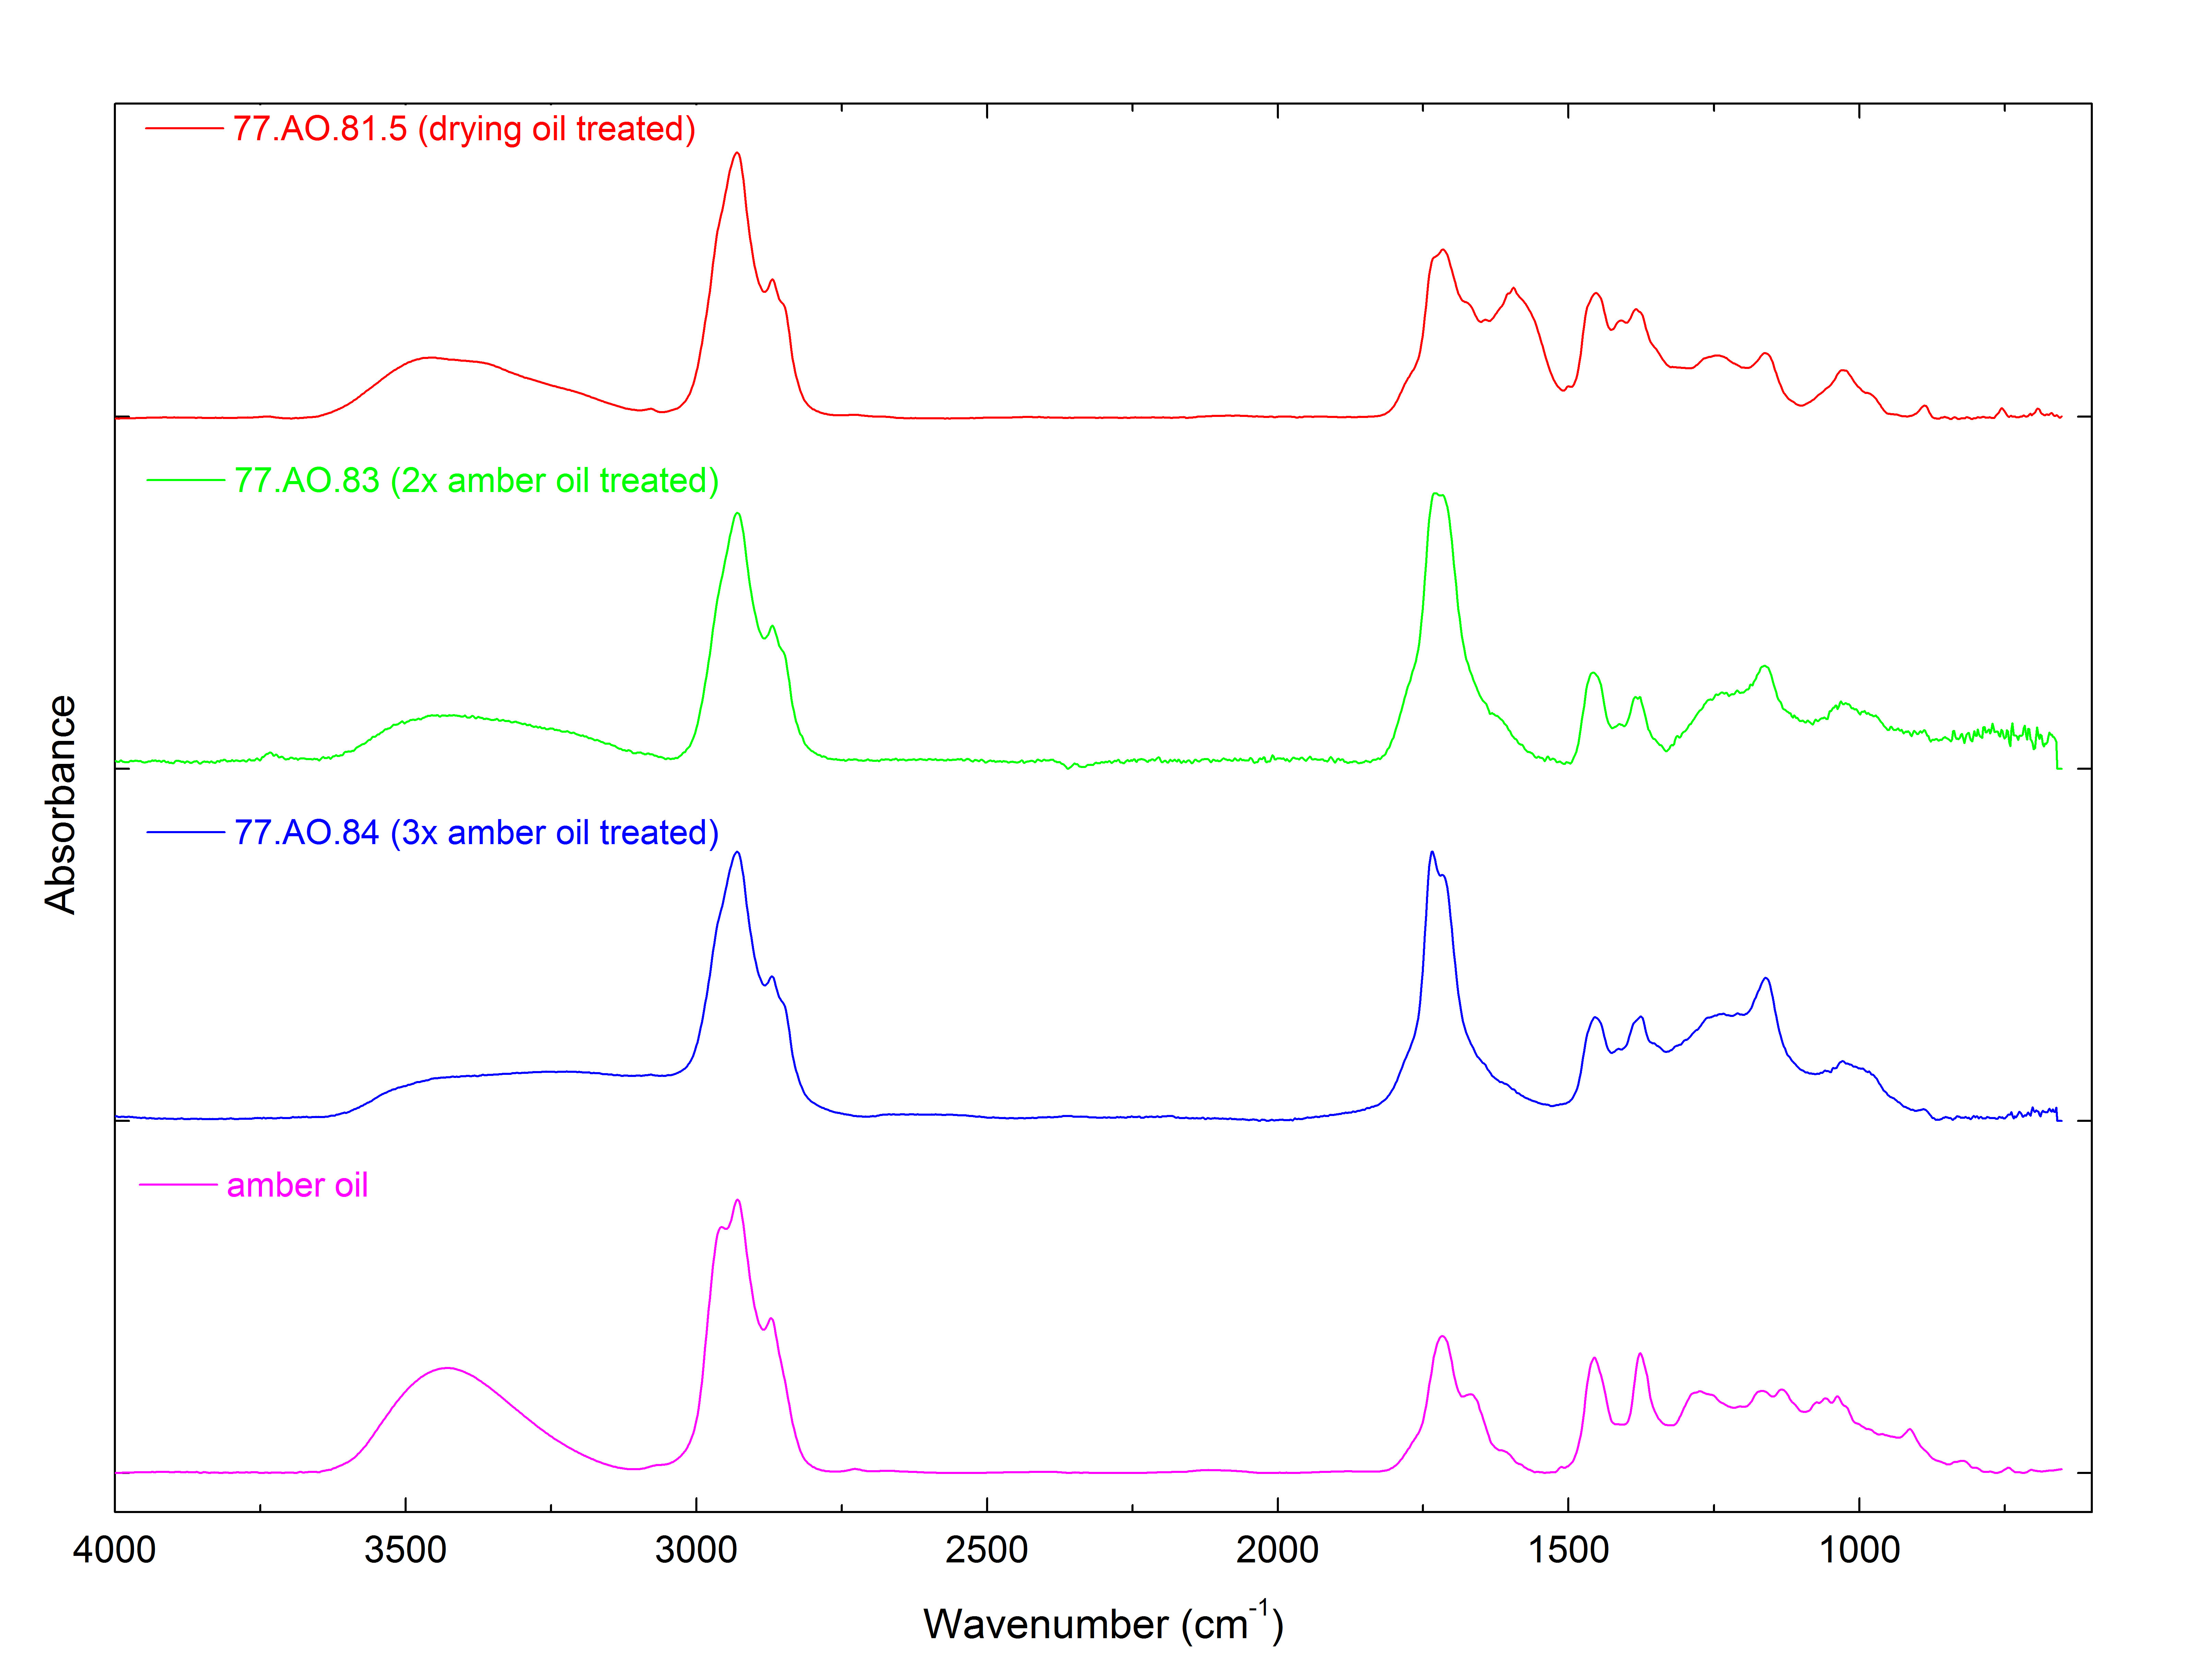 77.AO.81.5 (drying oil treated)
77.AO.83 (2x amber oil treated)
77.AO.84 (3x amber oil treated)
amber oil
Absorbance
4000 3500 3000 2500 2000 1500 1000
Wavenumber (cm⁻¹)